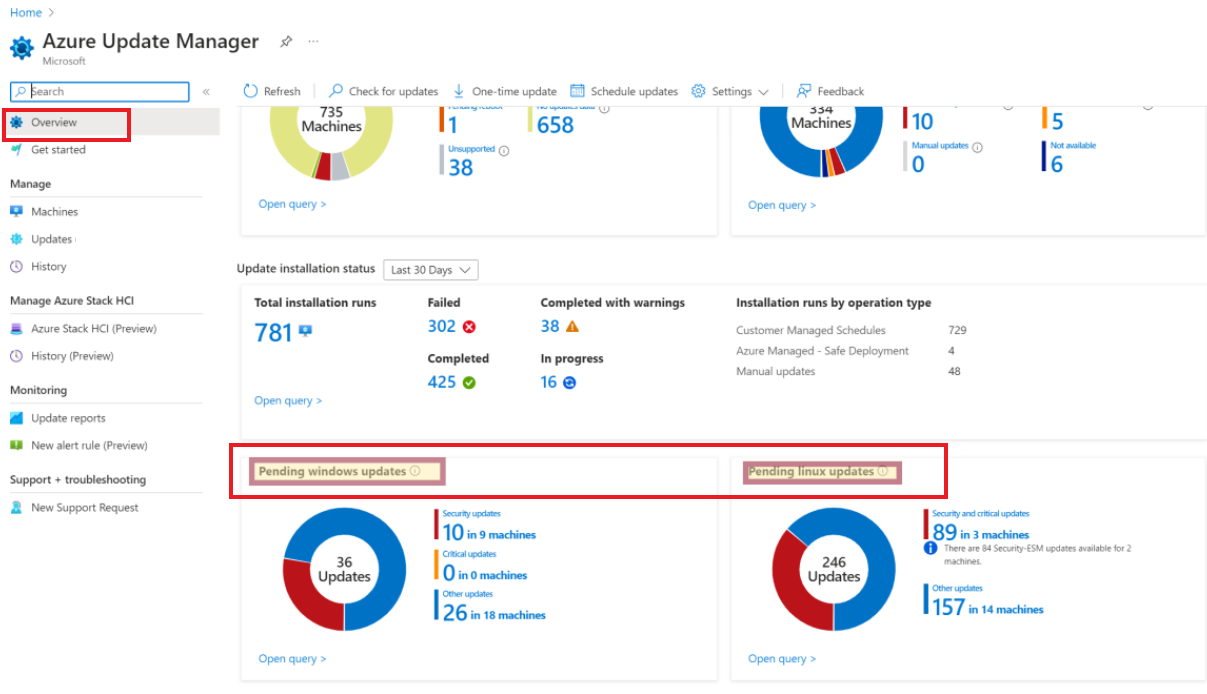 Home >
Azure Update Manager
Microsoft
Search
«
Refresh
Check for updates
One-time update
Schedule updates
Settings
Feedback
Overview
Get started
Manage
Machines
Updates
History
Manage Azure Stack HCI
Azure Stack HCI (Preview)
History (Preview)
Monitoring
Update reports
New alert rule (Preview)
Support + troubleshooting
New Support Request
735
Machines
Pending reboot
1
No updates data
658
Unsupported
38
Open query >
334
Machines
10
5
Manual updates
0
Not available
6
Open query >
Update installation status
Last 30 Days
Total installation runs
781
Open query >
Failed
302
Completed
425
Completed with warnings
38
In progress
16
Installation runs by operation type
Customer Managed Schedules 729
Azure Managed - Safe Deployment 4
Manual updates 48
Pending windows updates
36
Updates
Security updates
10 in 9 machines
Critical updates
0 in 0 machines
Other updates
26 in 18 machines
Open query >
Pending linux updates
246
Updates
Security and critical updates
89 in 3 machines
There are 84 Security-ESM updates available for 2
machines.
Other updates
157 in 14 machines
Open query >